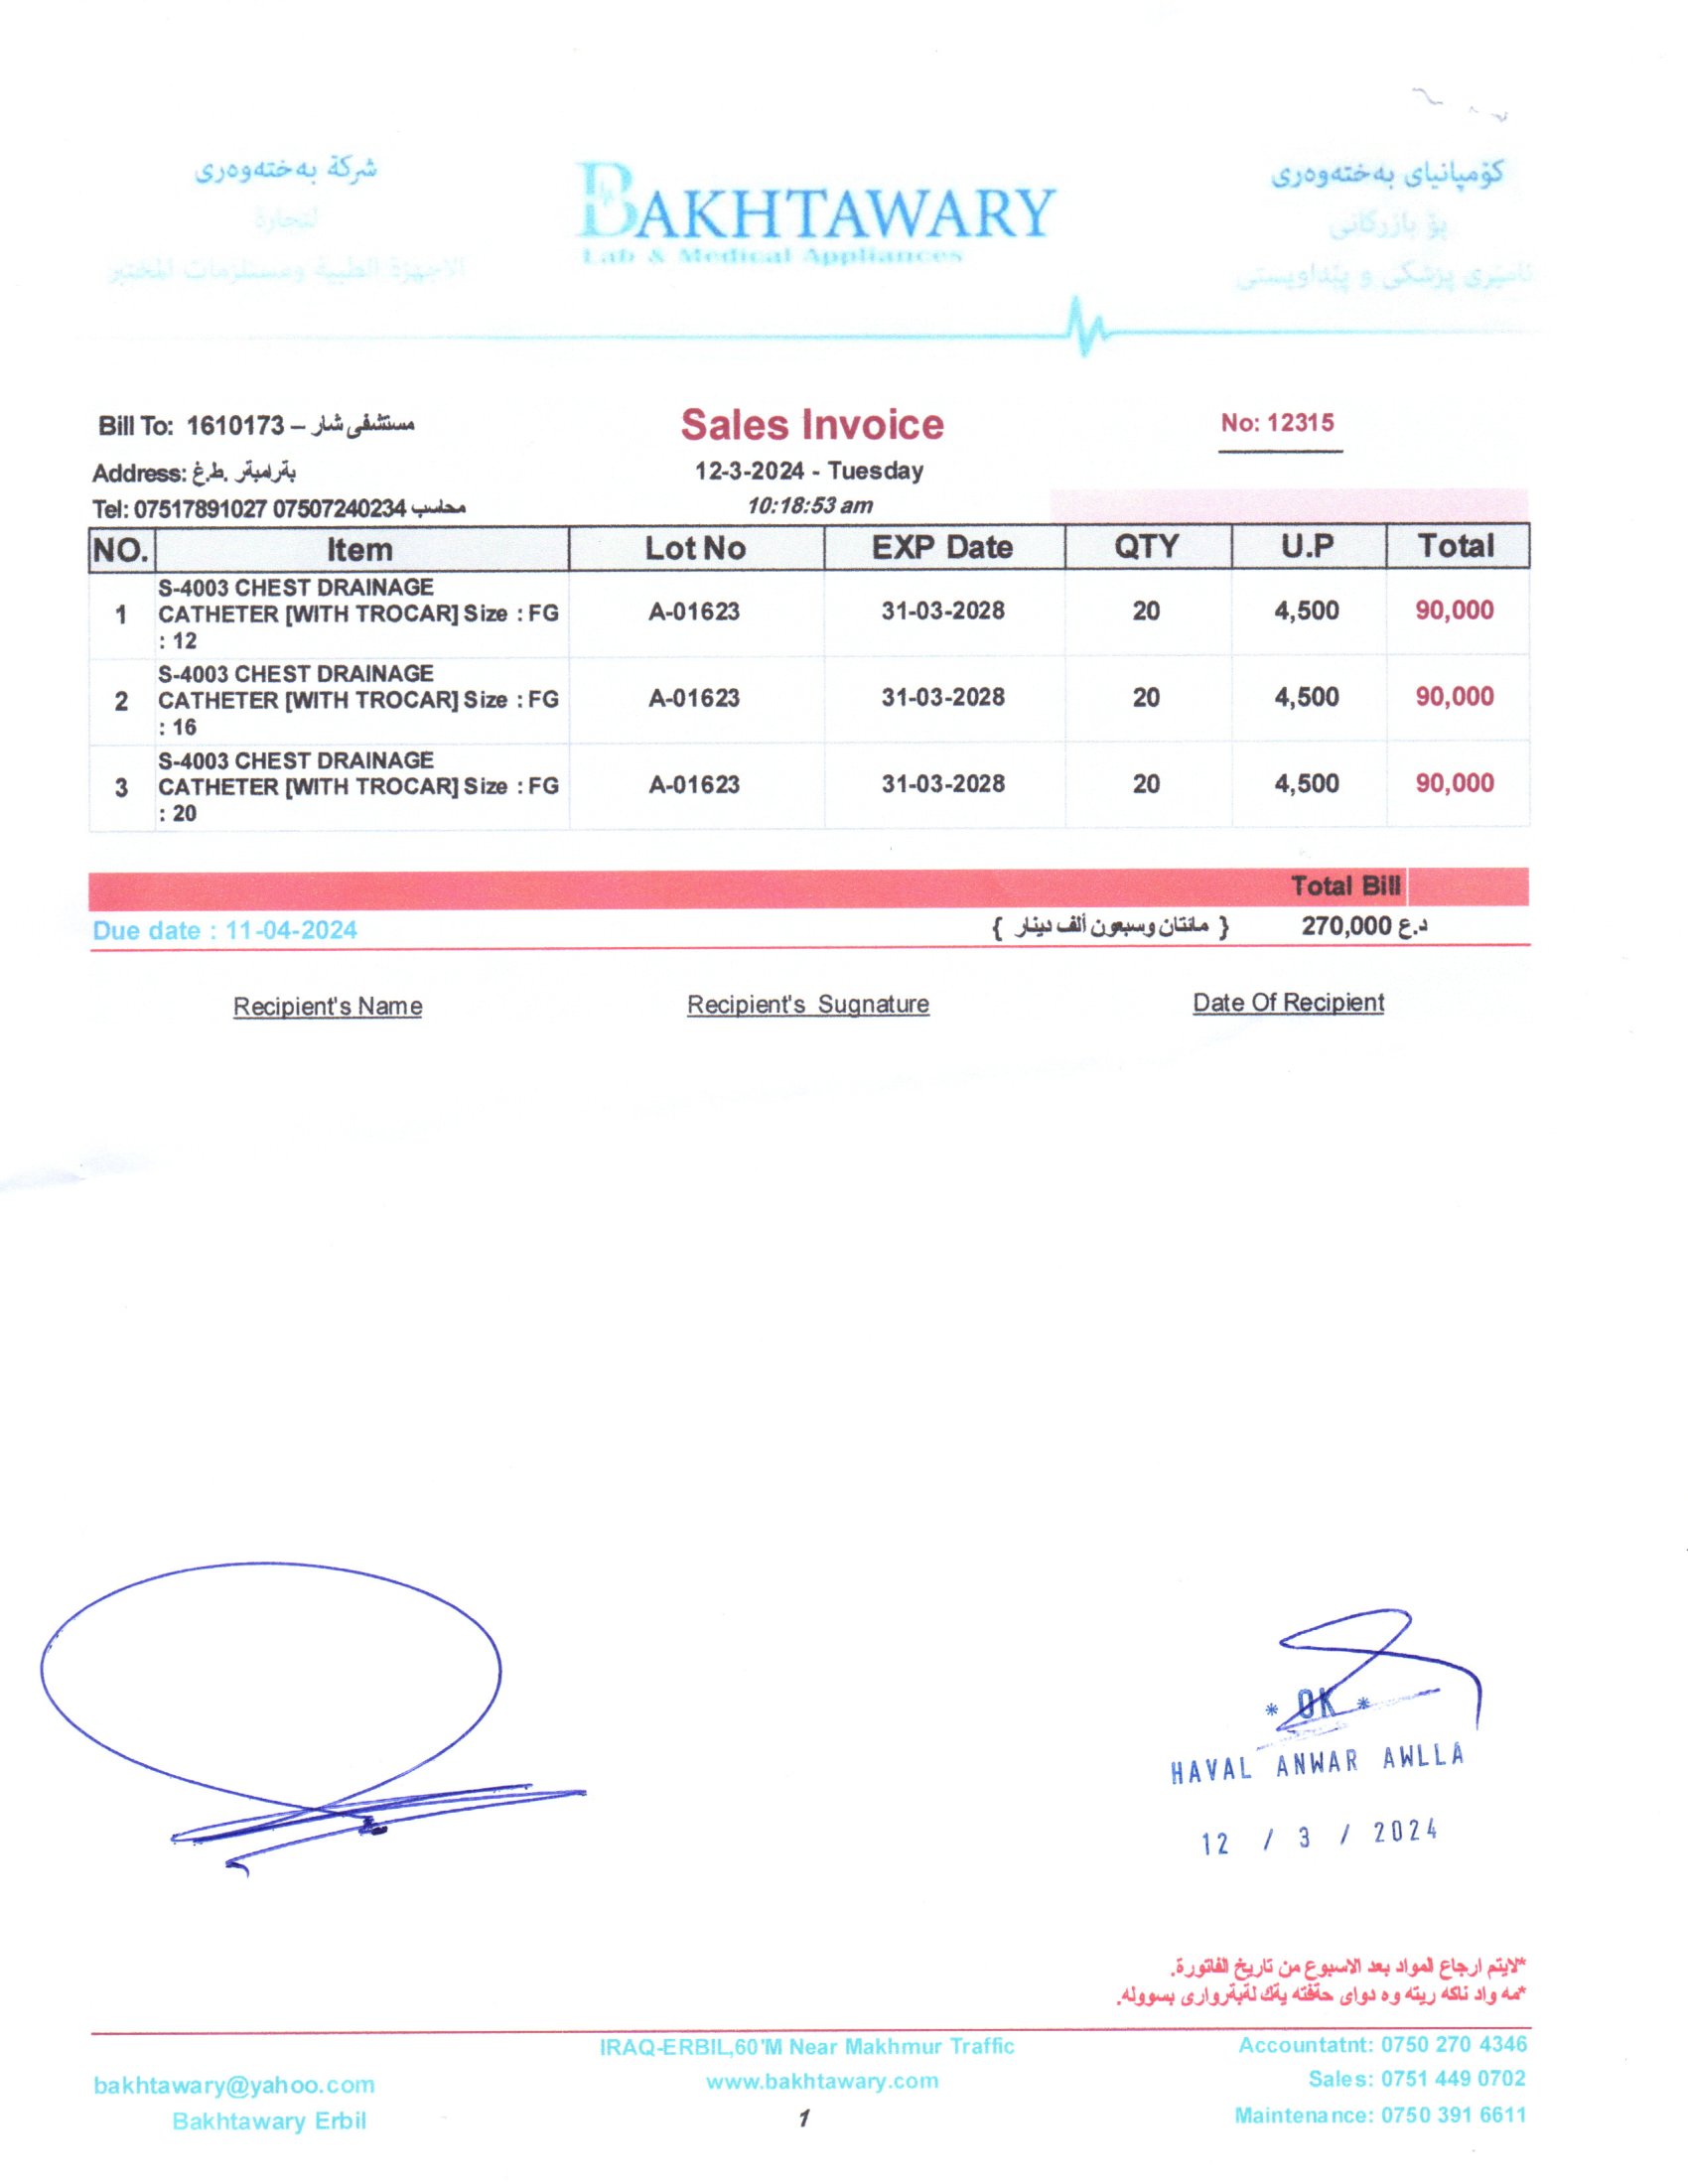 شركة بەختەوەری
لتجارة
الاجهزة الطبية ومستلزمات المختبر
BAKHTAWARY
Lab & Medical Appliances
كۆمپانیای بەختەوەری
بۆ بازرگانی
ئامێری پزشکی و پێداویستی
Bill To: 1610173 – مستشفى شار
Address: بةرامبةر .ط.غ
Tel: 07517891027 07507240234 محاسب
Sales Invoice
12-3-2024 - Tuesday
10:18:53 am
No: 12315
NO. Item Lot No EXP Date QTY U.P Total
1 S-4003 CHEST DRAINAGE CATHETER [WITH TROCAR] Size : FG : 12 A-01623 31-03-2028 20 4,500 90,000
2 S-4003 CHEST DRAINAGE CATHETER [WITH TROCAR] Size : FG : 16 A-01623 31-03-2028 20 4,500 90,000
3 S-4003 CHEST DRAINAGE CATHETER [WITH TROCAR] Size : FG : 20 A-01623 31-03-2028 20 4,500 90,000
Total Bill
Due date : 11-04-2024 { مائتان وسبعون ألف دينار } 270,000 د.ع
Recipient's Name Recipient's Sugnature Date Of Recipient
* OK *
HAVAL ANWAR AWLLA
12 / 3 / 2024
*لايتم ارجاع المواد بعد الاسبوع من تاريخ الفاتورة.
*مه واد ناكه ريته وه دواى حةفته يةك لةبةروارى بسووله.
IRAQ-ERBIL,60'M Near Makhmur Traffic
www.bakhtawary.com
1
bakhtawary@yahoo.com
Bakhtawary Erbil
Accountatnt: 0750 270 4346
Sales: 0751 449 0702
Maintenance: 0750 391 6611